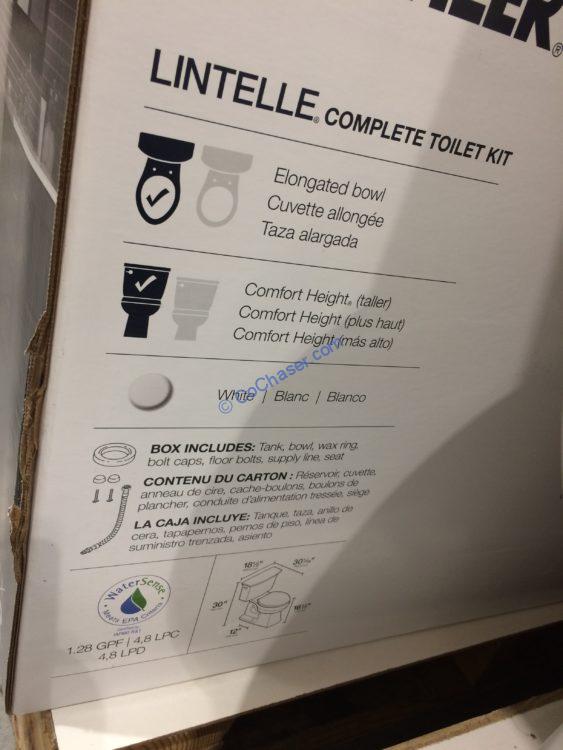 LINTELLE® COMPLETE TOILET KIT
Elongated bowl
Cuvette allongée
Taza alargada
Comfort Height® (taller)
Comfort Height (plus haut)
Comfort Height (más alto)
© CoChaser.com
White / Blanc / Blanco
BOX INCLUDES: Tank, bowl, wax ring,
bolt caps, floor bolts, supply line, seat
CONTENU DU CARTON : Réservoir, cuvette,
anneau de cire, cache-boulons, boulons de
plancher, conduite d'alimentation tressée, siège
LA CAJA INCLUYE: Tanque, taza, anillo de
cera, tapapernos, pernos de piso, línea de
suministro trenzada, asiento
WaterSense
Meets EPA Criteria
1.28 GPF / 4,8 LPC
4,8 LPD
30"
12"